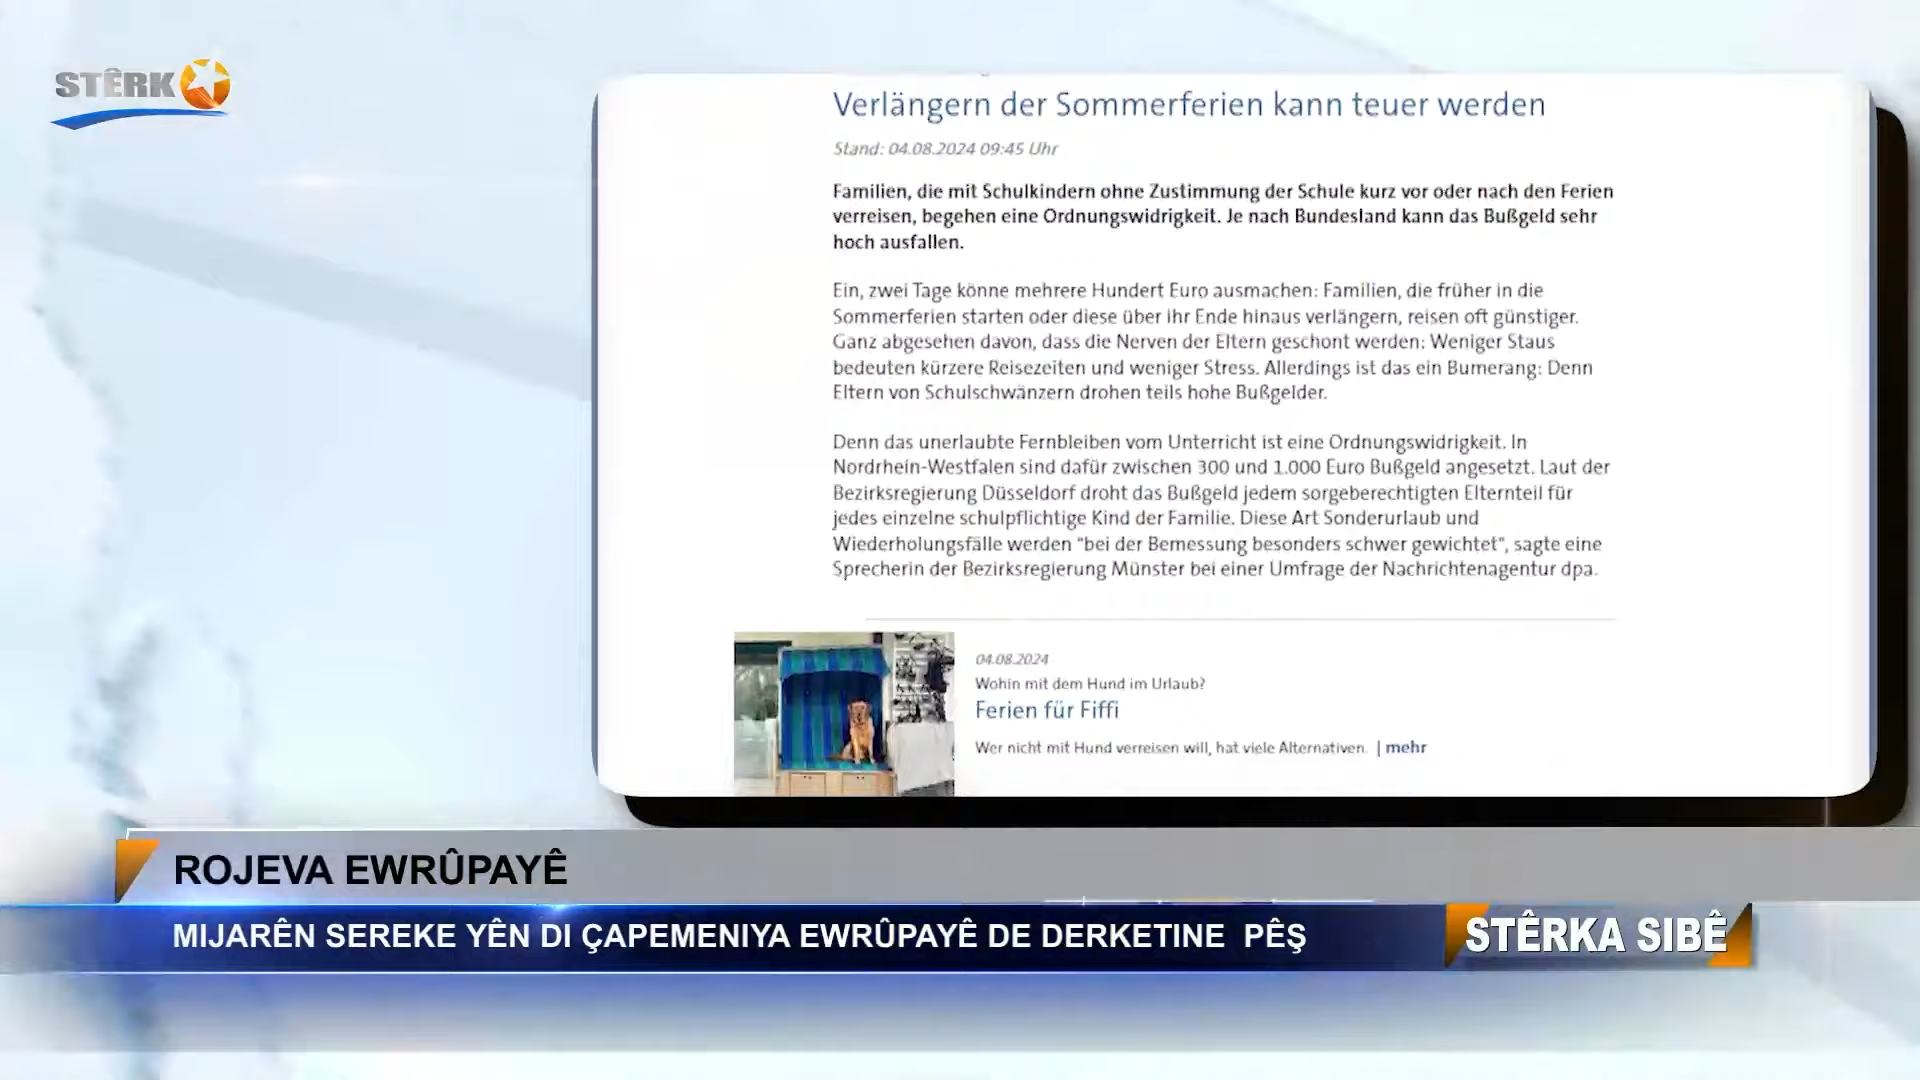 STÊRK
Verlängern der Sommerferien kann teuer werden
Stand: 04.08.2024 09:45 Uhr
Familien, die mit Schulkindern ohne Zustimmung der Schule kurz vor oder nach den Ferien
verreisen, begehen eine Ordnungswidrigkeit. Je nach Bundesland kann das Bußgeld sehr
hoch ausfallen.
Ein, zwei Tage könne mehrere Hundert Euro ausmachen: Familien, die früher in die
Sommerferien starten oder diese über ihr Ende hinaus verlängern, reisen oft günstiger.
Ganz abgesehen davon, dass die Nerven der Eltern geschont werden: Weniger Staus
bedeuten kürzere Reisezeiten und weniger Stress. Allerdings ist das ein Bumerang: Denn
Eltern von Schulschwänzern drohen teils hohe Bußgelder.
Denn das unerlaubte Fernbleiben vom Unterricht ist eine Ordnungswidrigkeit. In
Nordrhein-Westfalen sind dafür zwischen 300 und 1.000 Euro Bußgeld angesetzt. Laut der
Bezirksregierung Düsseldorf droht das Bußgeld jedem sorgeberechtigten Elternteil für
jedes einzelne schulpflichtige Kind der Familie. Diese Art Sonderurlaub und
Wiederholungsfälle werden "bei der Bemessung besonders schwer gewichtet", sagte eine
Sprecherin der Bezirksregierung Münster bei einer Umfrage der Nachrichtenagentur dpa.
04.08.2024
Wohin mit dem Hund im Urlaub?
Ferien für Fiffi
Wer nicht mit Hund verreisen will, hat viele Alternativen. | mehr
ROJEVA EWRÛPAYÊ
MIJARÊN SEREKE YÊN DI ÇAPEMENIYA EWRÛPAYÊ DE DERKETINE PÊŞ
STÊRKA SIBÊ